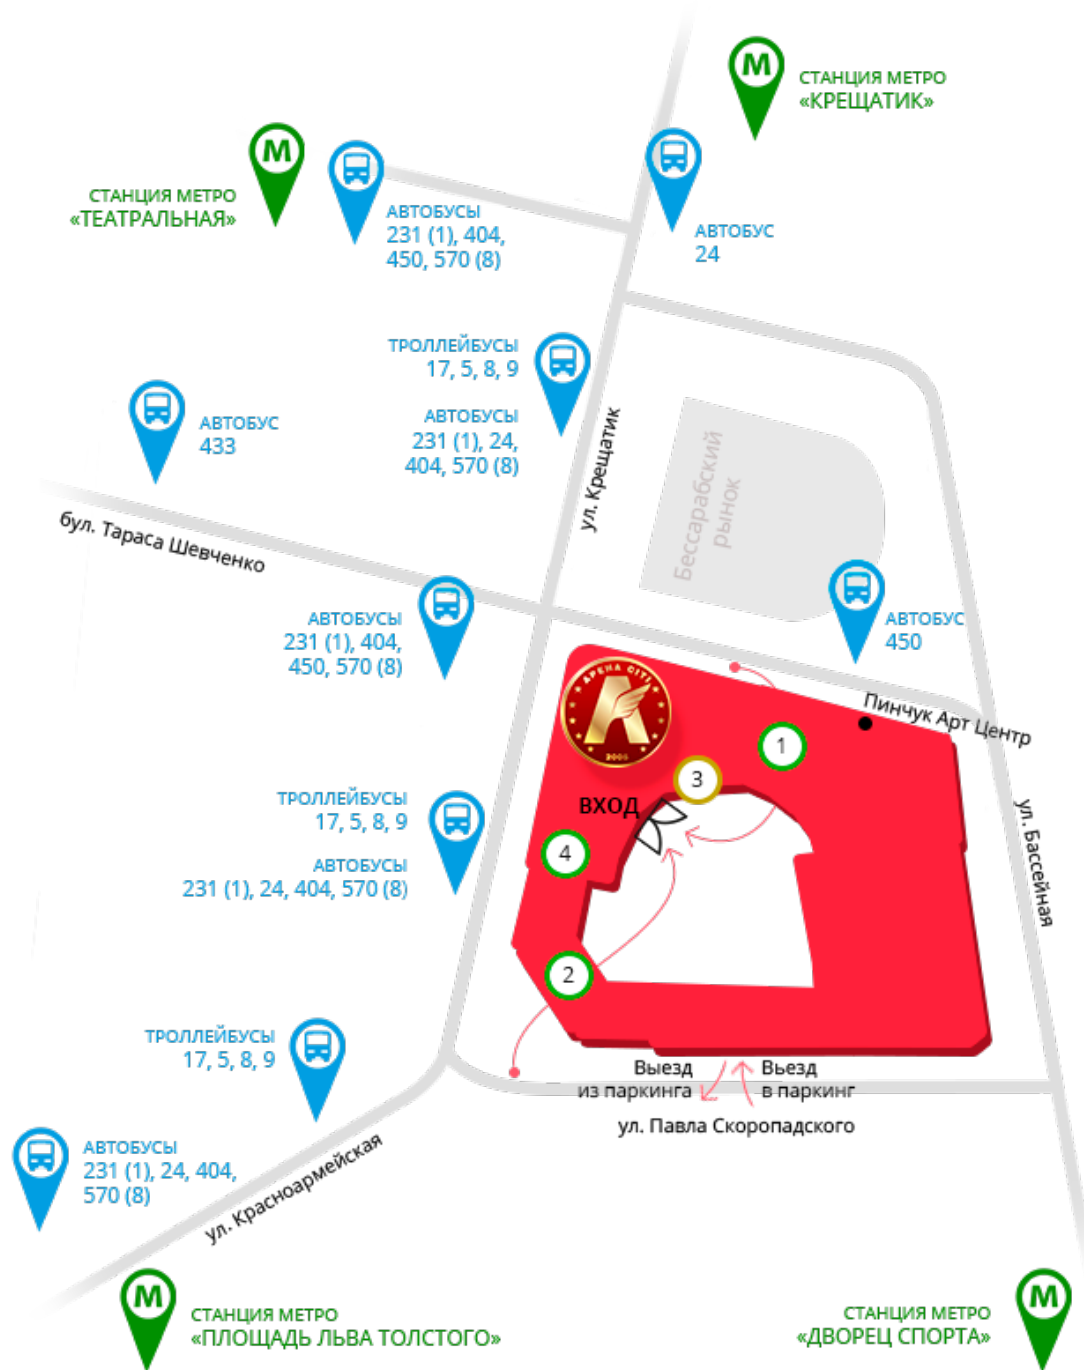 М
СТАНЦИЯ МЕТРО
«КРЕЩАТИК»
М
СТАНЦИЯ МЕТРО
«ТЕАТРАЛЬНАЯ»
АВТОБУСЫ
231 (1), 404,
450, 570 (8)
АВТОБУС
24
ТРОЛЛЕЙБУСЫ
17, 5, 8, 9
АВТОБУСЫ
231 (1), 24,
404, 570 (8)
АВТОБУС
433
ул. Крещатик
Бессарабский
рынок
бул. Тараса Шевченко
АВТОБУСЫ
231 (1), 404,
450, 570 (8)
АВТОБУС
450
АРЕНА CITI
2005
Пинчук Арт Центр
1
3
ВХОД
4
2
ТРОЛЛЕЙБУСЫ
17, 5, 8, 9
АВТОБУСЫ
231 (1), 24, 404, 570 (8)
ул. Бассейная
ТРОЛЛЕЙБУСЫ
17, 5, 8, 9
Выезд
из паркинга
Вьезд
в паркинг
ул. Павла Скоропадского
АВТОБУСЫ
231 (1), 24, 404,
570 (8)
ул. Красноармейская
М
СТАНЦИЯ МЕТРО
«ПЛОЩАДЬ ЛЬВА ТОЛСТОГО»
М
СТАНЦИЯ МЕТРО
«ДВОРЕЦ СПОРТА»